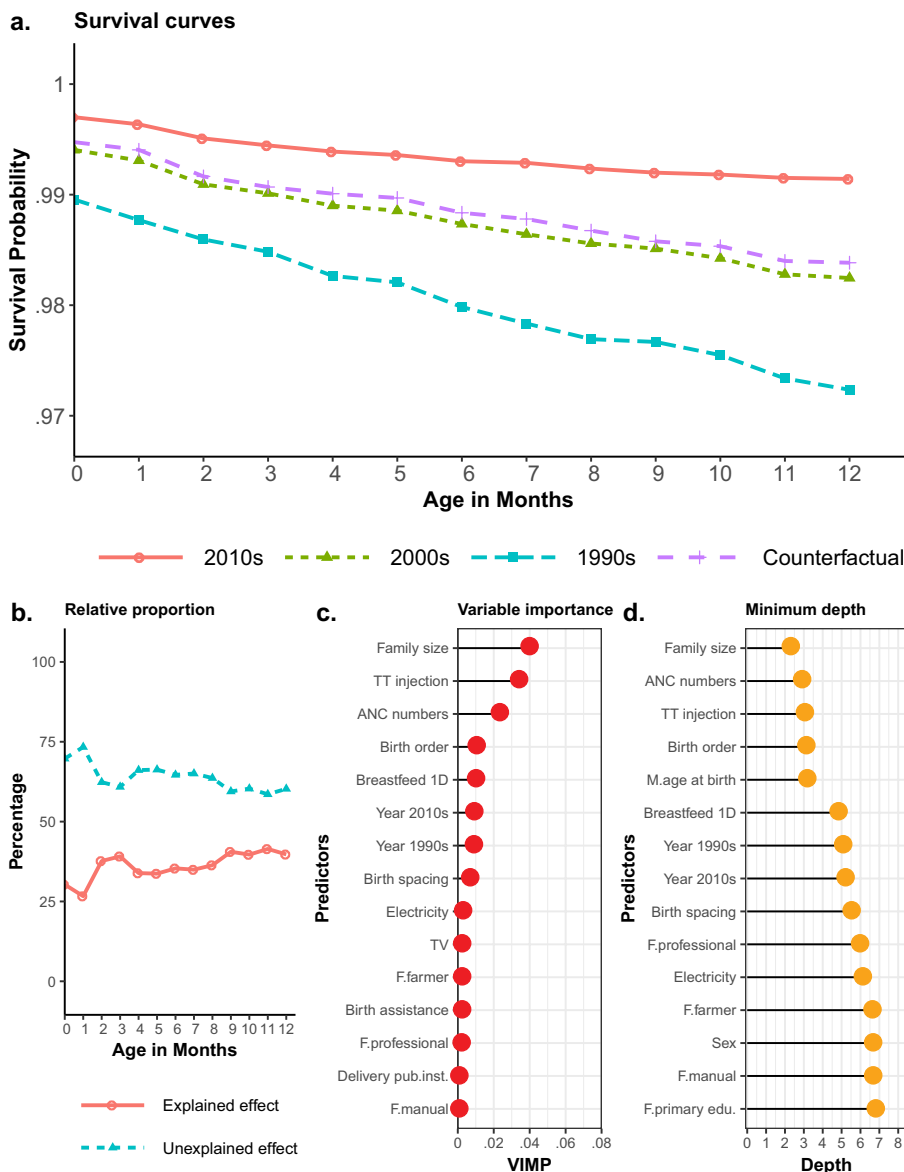 a. Survival curves
1
.99
.98
.97
Survival Probability
0 1 2 3 4 5 6 7 8 9 10 11 12
Age in Months
2010s 2000s 1990s Counterfactual
b. Relative proportion
100
75
50
25
0
Percentage
0 1 2 3 4 5 6 7 8 9 10 11 12
Age in Months
Explained effect
Unexplained effect
c. Variable importance
Predictors
Family size
TT injection
ANC numbers
Birth order
Breastfeed 1D
Year 2010s
Year 1990s
Birth spacing
Electricity
TV
F.farmer
Birth assistance
F.professional
Delivery pub.inst.
F.manual
0 .02 .04 .06 .08
VIMP
d. Minimum depth
Predictors
Family size
ANC numbers
TT injection
Birth order
M.age at birth
Breastfeed 1D
Year 1990s
Year 2010s
Birth spacing
F.professional
Electricity
F.farmer
Sex
F.manual
F.primary edu.
0 1 2 3 4 5 6 7 8
Depth